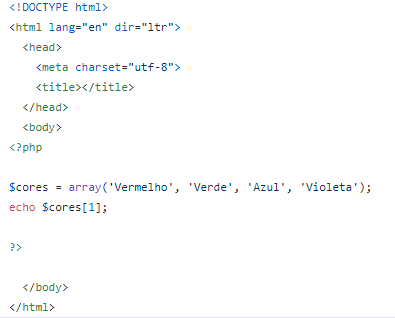 <!DOCTYPE html>
<html lang="en" dir="ltr">
<head>
<meta charset="utf-8">
<title></title>
</head>
<body>
<?php
$cores = array('Vermelho', 'Verde', 'Azul', 'Violeta');
echo $cores[1];
?>
</body>
</html>